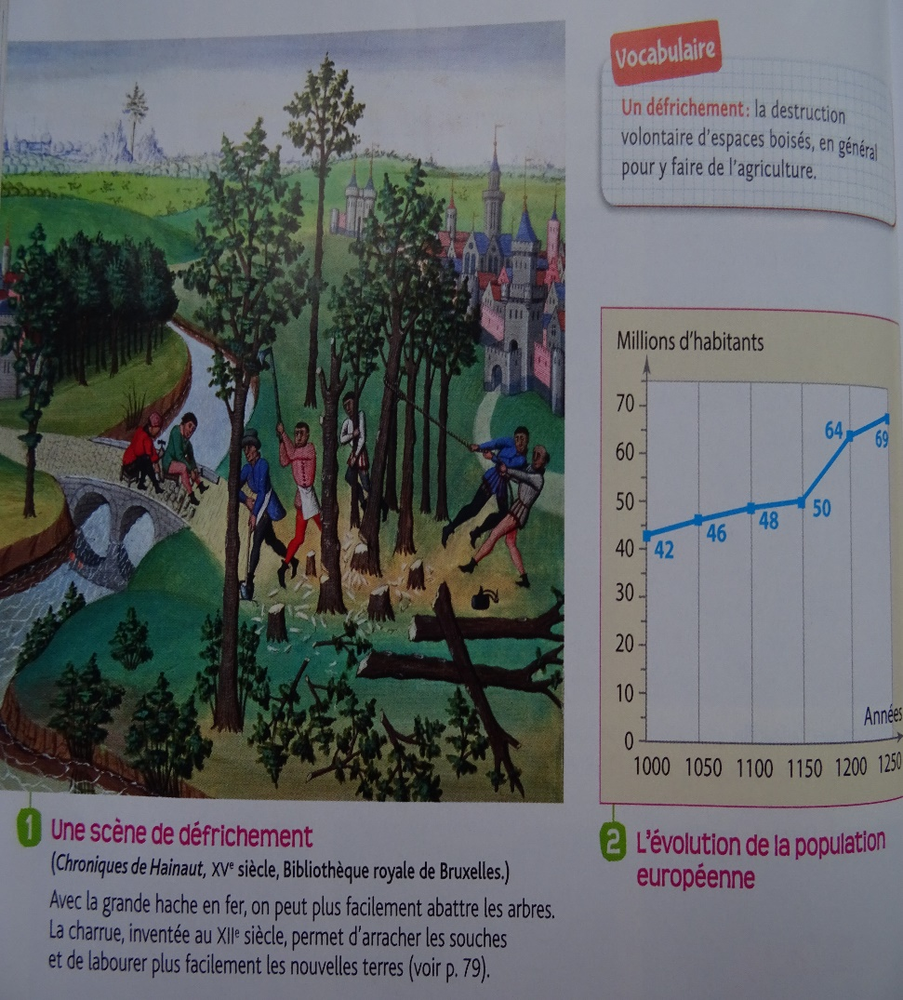 Vocabulaire
Un défrichement : la destruction
volontaire d'espaces boisés, en général
pour y faire de l'agriculture.
Millions d'habitants
70
60
50
40
30
20
10
0
42
46
48
50
64
69
Années
1000 1050 1100 1150 1200 1250
1 Une scène de défrichement
(Chroniques de Hainaut, XVe siècle, Bibliothèque royale de Bruxelles.)
Avec la grande hache en fer, on peut plus facilement abattre les arbres.
La charrue, inventée au XIIe siècle, permet d'arracher les souches
et de labourer plus facilement les nouvelles terres (voir p. 79).
2 L'évolution de la population
européenne